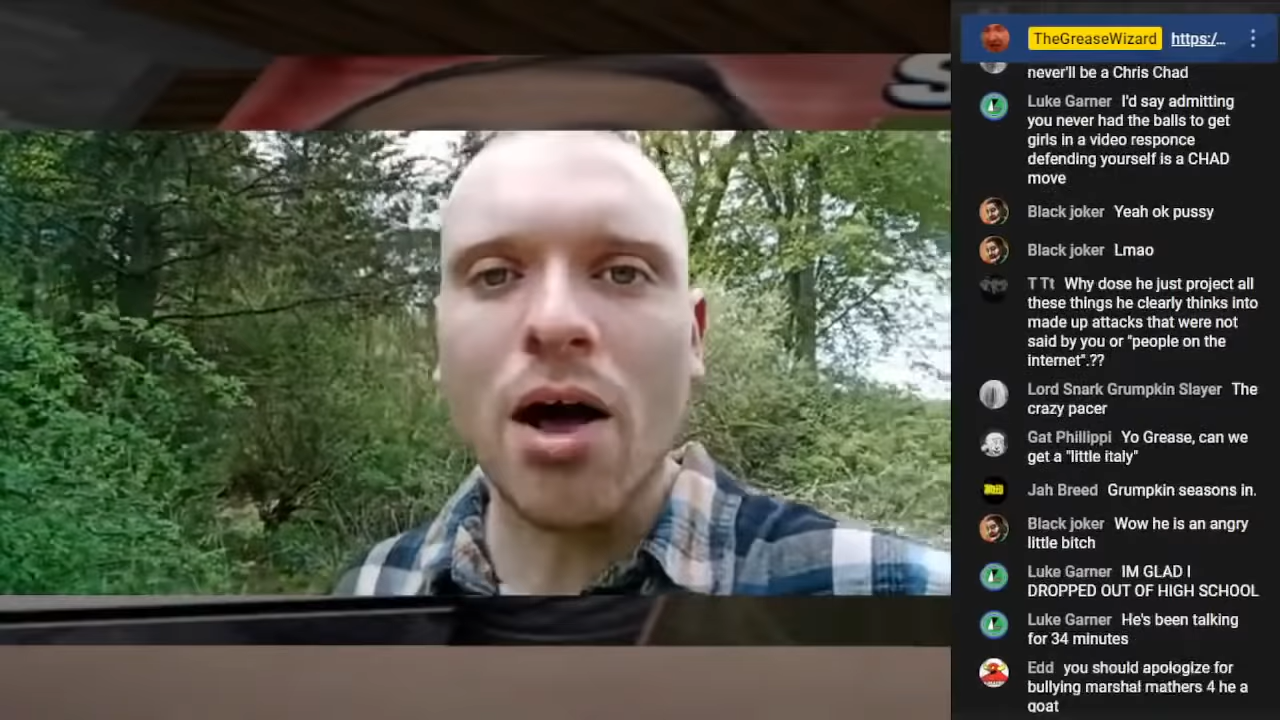 S
TheGreaseWizard https:/...
never'll be a Chris Chad
Luke Garner I'd say admitting
you never had the balls to get
girls in a video responce
defending yourself is a CHAD
move
Black joker Yeah ok pussy
Black joker Lmao
T Tt Why dose he just project all
these things he clearly thinks into
made up attacks that were not
said by you or "people on the
internet".??
Lord Snark Grumpkin Slayer The
crazy pacer
Gat Phillippi Yo Grease, can we
get a "little italy"
Jah Breed Grumpkin seasons in.
Black joker Wow he is an angry
little bitch
Luke Garner IM GLAD I
DROPPED OUT OF HIGH SCHOOL
Luke Garner He's been talking
for 34 minutes
Edd you should apologize for
bullying marshal mathers 4 he a
goat